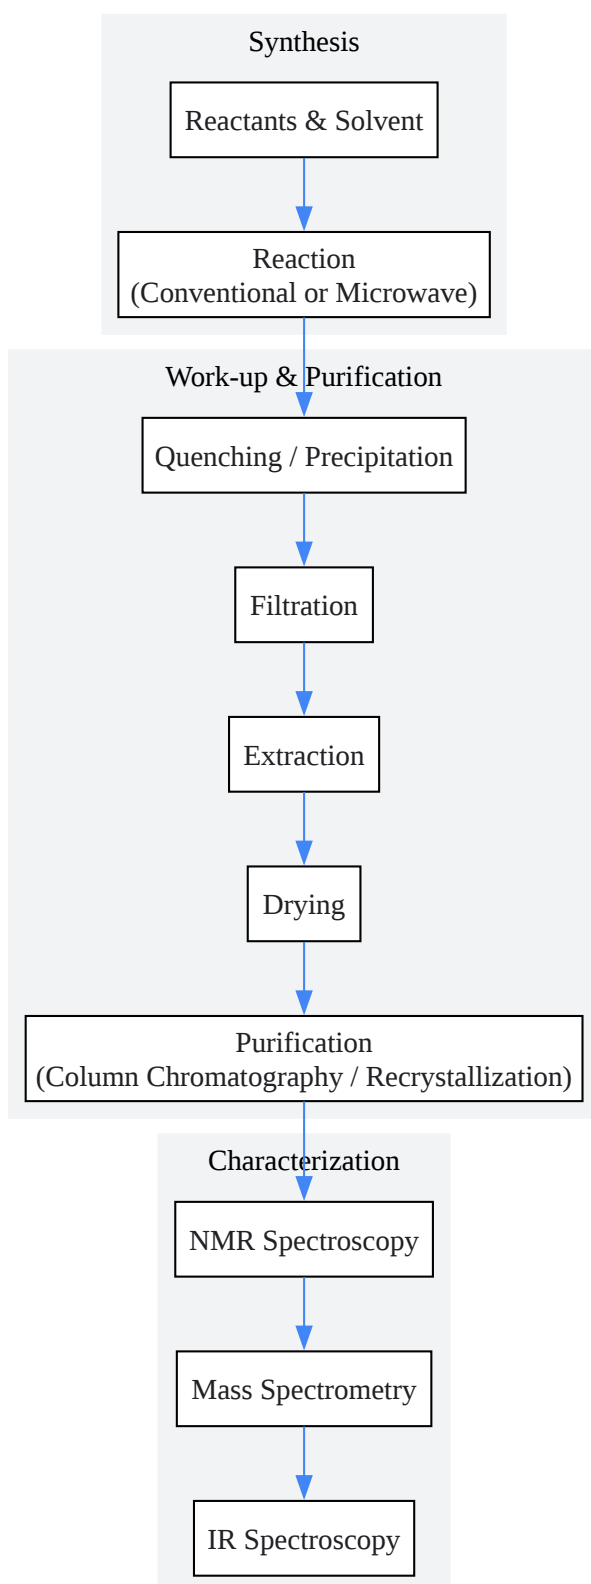 Synthesis
Reactants & Solvent
Reaction
(Conventional or Microwave)
Work-up & Purification
Quenching / Precipitation
Filtration
Extraction
Drying
Purification
(Column Chromatography / Recrystallization)
Characterization
NMR Spectroscopy
Mass Spectrometry
IR Spectroscopy